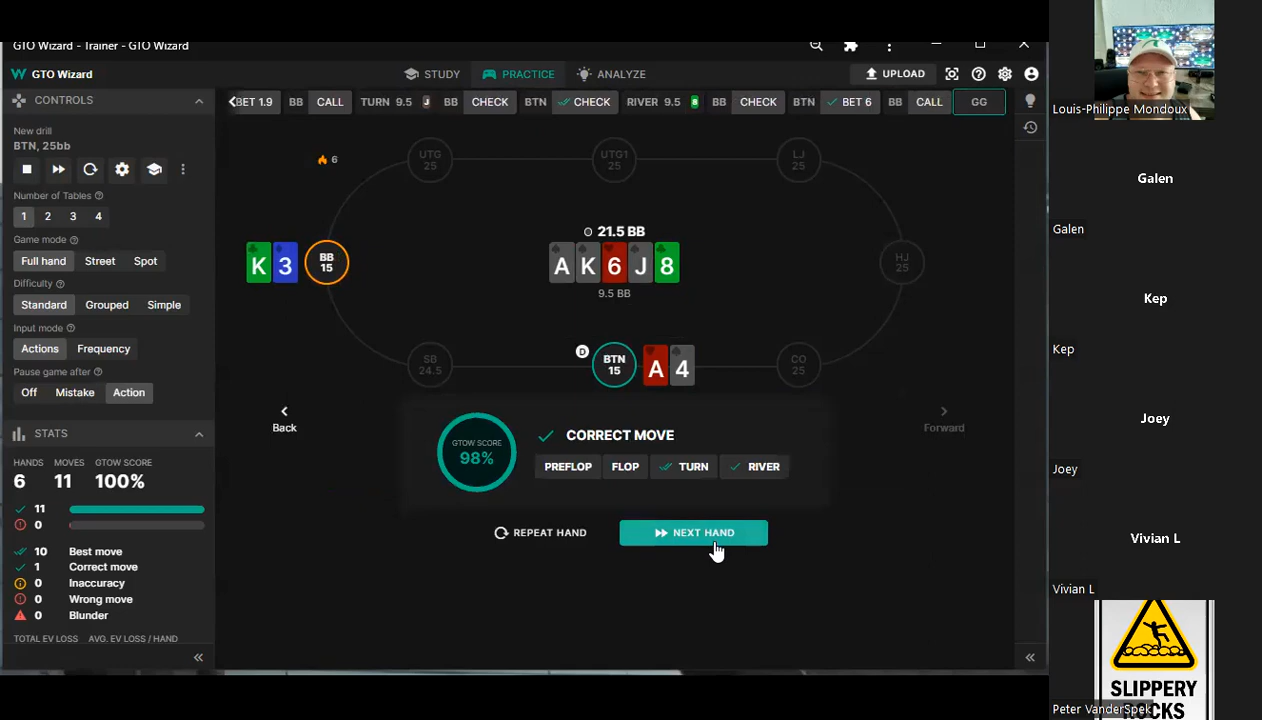 GTO Wizard - Trainer - GTO Wizard
GTO Wizard
STUDY
PRACTICE
ANALYZE
UPLOAD
BET 1.9 BB CALL TURN 9.5 J BB CHECK BTN CHECK RIVER 9.5 8 BB CHECK BTN BET 6 BB CALL GG
CONTROLS
New drill
BTN, 25bb
Number of Tables
1 2 3 4
Game mode
Full hand Street Spot
Difficulty
Standard Grouped Simple
Input mode
Actions Frequency
Pause game after
Off Mistake Action
STATS
HANDS MOVES GTOW SCORE
6 11 100%
11
0
10 Best move
1 Correct move
0 Inaccuracy
0 Wrong move
0 Blunder
TOTAL EV LOSS AVG. EV LOSS / HAND
6
UTG
25
UTG1
25
LJ
25
K 3
BB
15
21.5 BB
A K 6 J 8
9.5 BB
HJ
25
SB
24.5
D
BTN
15
A 4
CO
25
Back
Forward
GTOW SCORE
98%
CORRECT MOVE
PREFLOP FLOP TURN RIVER
REPEAT HAND
NEXT HAND
Louis-Philippe Mondoux
Galen
Galen
Kep
Kep
Joey
Joey
Vivian L
Vivian L
SLIPPERY
ROCKS
Peter VanderSpek